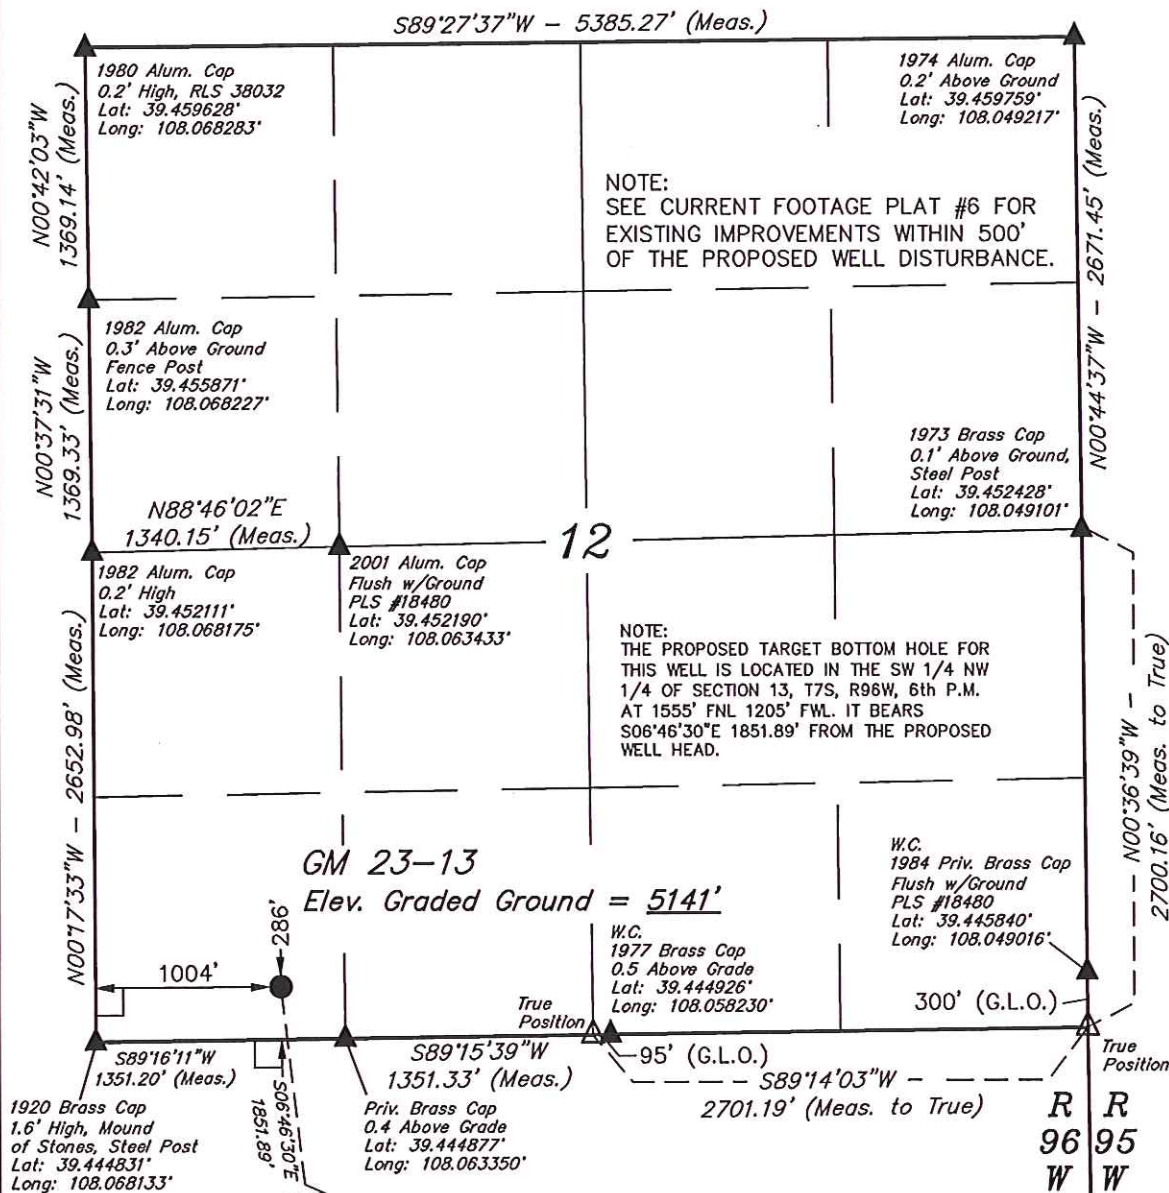 S89°27'37"W - 5385.27' (Meas.)
1980 Alum. Cap
0.2' High, RLS 38032
Lat: 39.459628°
Long: 108.068283°
1974 Alum. Cap
0.2' Above Ground
Lat: 39.459759°
Long: 108.049217°
N00°42'03"W
1369.14' (Meas.)
NOTE:
SEE CURRENT FOOTAGE PLAT #6 FOR
EXISTING IMPROVEMENTS WITHIN 500'
OF THE PROPOSED WELL DISTURBANCE.
N00°44'37"W - 2671.45' (Meas.)
1982 Alum. Cap
0.3' Above Ground
Fence Post
Lat: 39.455871°
Long: 108.068227°
N00°37'31"W
1369.33' (Meas.)
1973 Brass Cap
0.1' Above Ground,
Steel Post
Lat: 39.452428°
Long: 108.049101°
N88°46'02"E
1340.15' (Meas.)
12
1982 Alum. Cap
0.2' High
Lat: 39.452111°
Long: 108.068175°
2001 Alum. Cap
Flush w/Ground
PLS #18480
Lat: 39.452190°
Long: 108.063433°
NOTE:
THE PROPOSED TARGET BOTTOM HOLE FOR
THIS WELL IS LOCATED IN THE SW 1/4 NW
1/4 OF SECTION 13, T7S, R96W, 6th P.M.
AT 1555' FNL 1205' FWL. IT BEARS
S06°46'30"E 1851.89' FROM THE PROPOSED
WELL HEAD.
N00°17'33"W - 2652.98' (Meas.)
N00°36'39"W -
2700.16' (Meas. to True)
GM 23-13
Elev. Graded Ground = 5141'
W.C.
1984 Priv. Brass Cap
Flush w/Ground
PLS #18480
Lat: 39.445840°
Long: 108.049016°
286'
1004'
W.C.
1977 Brass Cap
0.5 Above Grade
Lat: 39.444926°
Long: 108.058230°
True
Position
300' (G.L.O.)
95' (G.L.O.)
True
Position
S89°16'11"W
1351.20' (Meas.)
S89°15'39"W
1351.33' (Meas.)
S89°14'03"W
2701.19' (Meas. to True)
1920 Brass Cap
1.6' High, Mound
of Stones, Steel Post
Lat: 39.444831°
Long: 108.068133°
S06°46'30"E
1851.89'
Priv. Brass Cap
0.4 Above Grade
Lat: 39.444877°
Long: 108.063350°
R R
96 95
W W